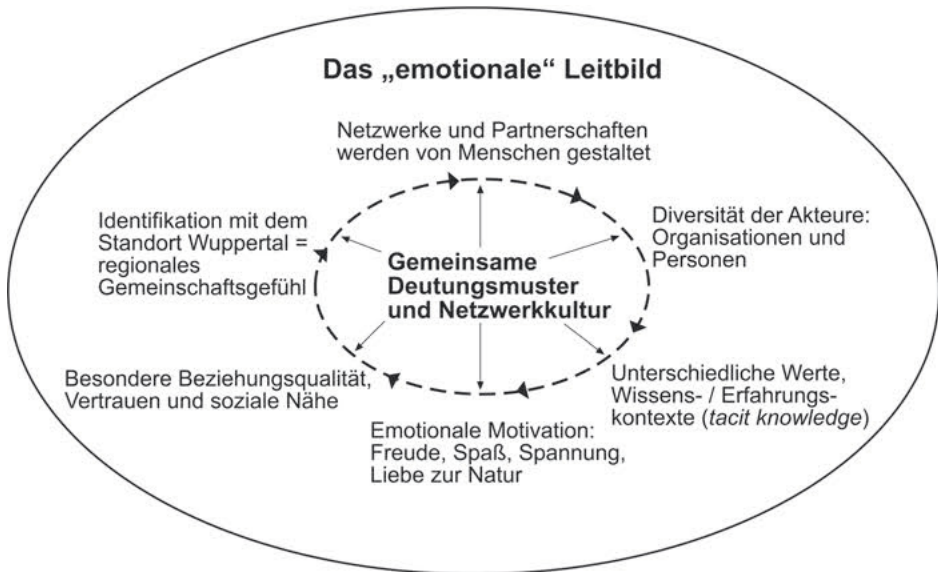 Das „emotionale“ Leitbild
Netzwerke und Partnerschaften
werden von Menschen gestaltet
Diversität der Akteure:
Organisationen und
Personen
Unterschiedliche Werte,
Wissens- / Erfahrungs-
kontexte (tacit knowledge)
Emotionale Motivation:
Freude, Spaß, Spannung,
Liebe zur Natur
Besondere Beziehungsqualität,
Vertrauen und soziale Nähe
Identifikation mit dem
Standort Wuppertal =
regionales
Gemeinschaftsgefühl
Gemeinsame
Deutungsmuster
und Netzwerkkultur